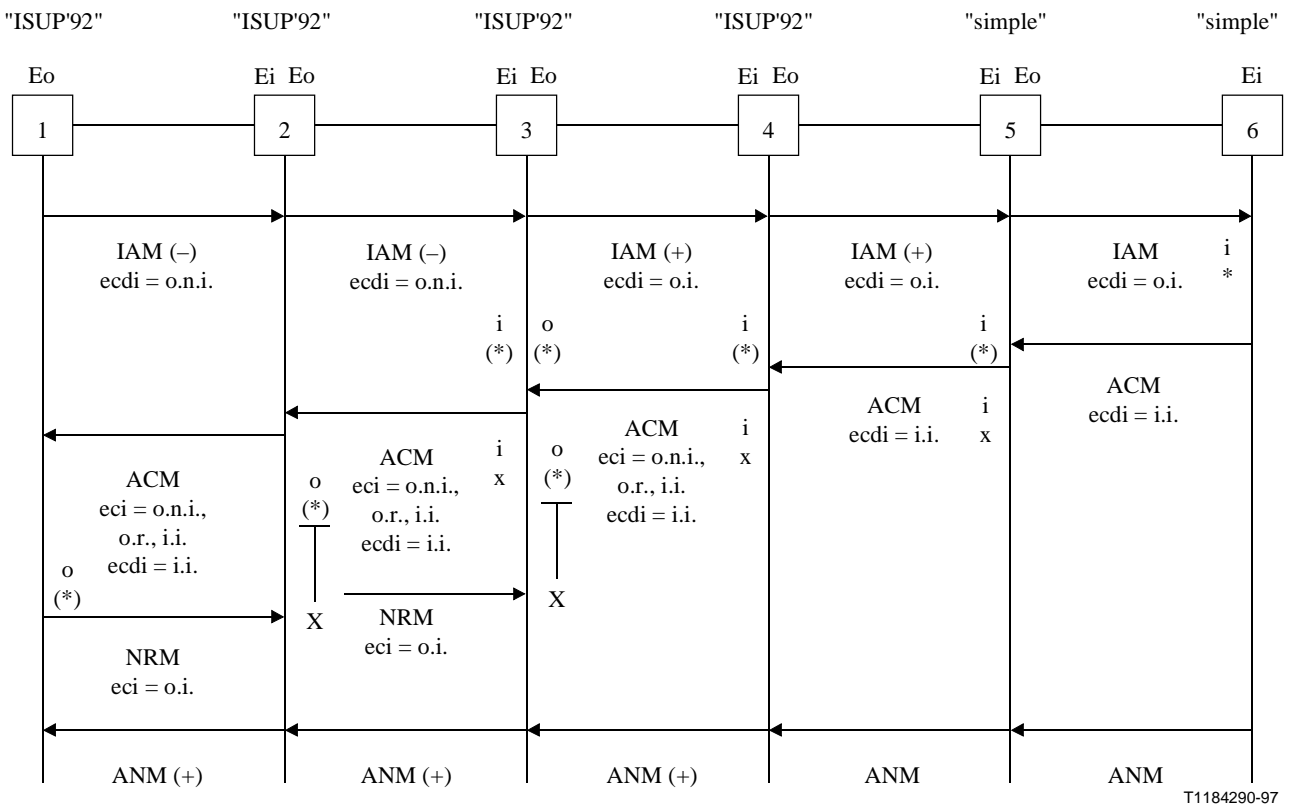 "ISUP'92" "ISUP'92" "ISUP'92" "ISUP'92" "simple" "simple"
Eo Ei Eo Ei Eo Ei Eo Ei Eo Ei
1 2 3 4 5 6
IAM (–) IAM (–) IAM (+) IAM (+) IAM i
ecdi = o.n.i. ecdi = o.n.i. ecdi = o.i. ecdi = o.i. ecdi = o.i. *
i o i i
(*) (*) (*) (*)
ACM
ecdi = i.i.
ACM i
ecdi = i.i. x
ACM i
eci = o.n.i., x
o.r., i.i.
ecdi = i.i.
o
(*)
X
ACM i
eci = o.n.i., x
o.r., i.i.
ecdi = i.i.
o
(*)
X
ACM
eci = o.n.i.,
o.r., i.i.
ecdi = i.i.
o
(*)
NRM
eci = o.i.
NRM
eci = o.i.
ANM (+) ANM (+) ANM (+) ANM ANM
T1184290-97